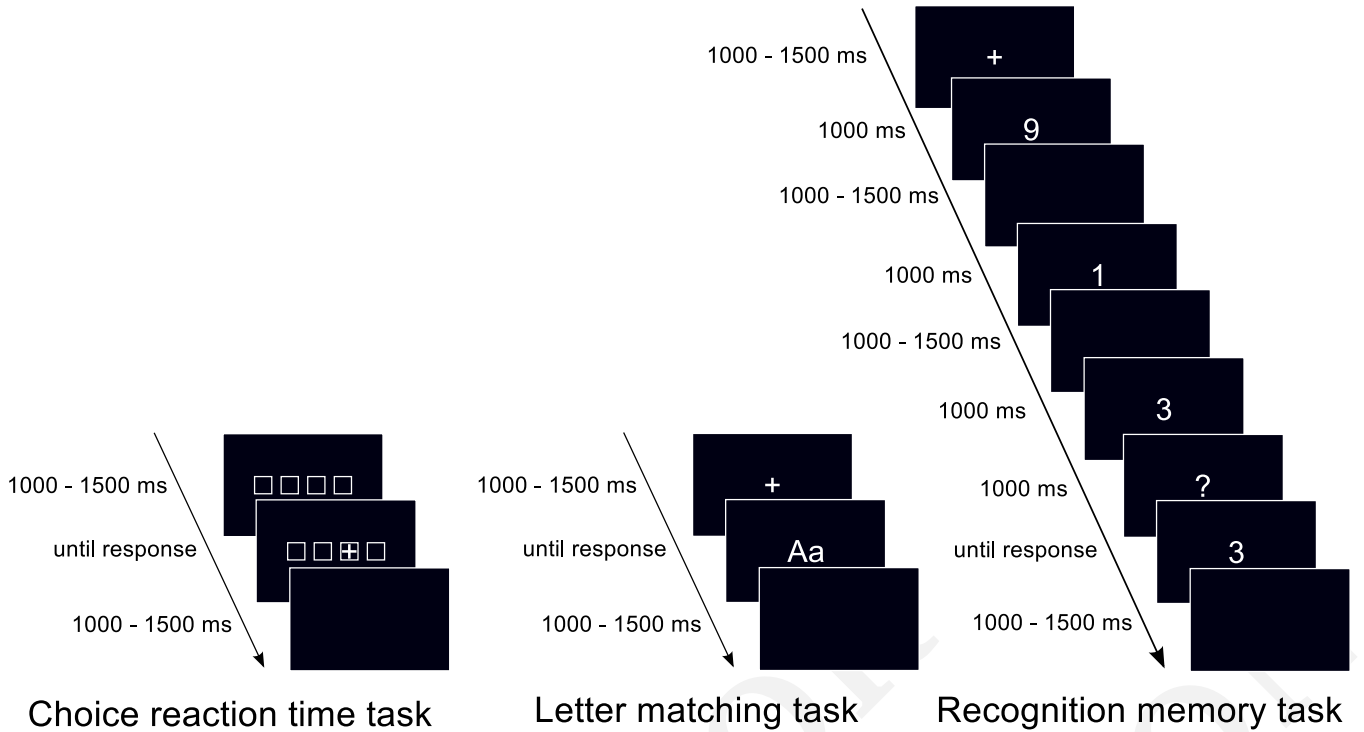 1000 - 1500 ms
+
1000 ms
9
1000 - 1500 ms
1000 ms
1
1000 - 1500 ms
1000 ms
3
1000 ms
?
until response
3
1000 - 1500 ms
1000 - 1500 ms
until response
+
1000 - 1500 ms
1000 - 1500 ms
+
until response
Aa
1000 - 1500 ms
Choice reaction time task
Letter matching task
Recognition memory task